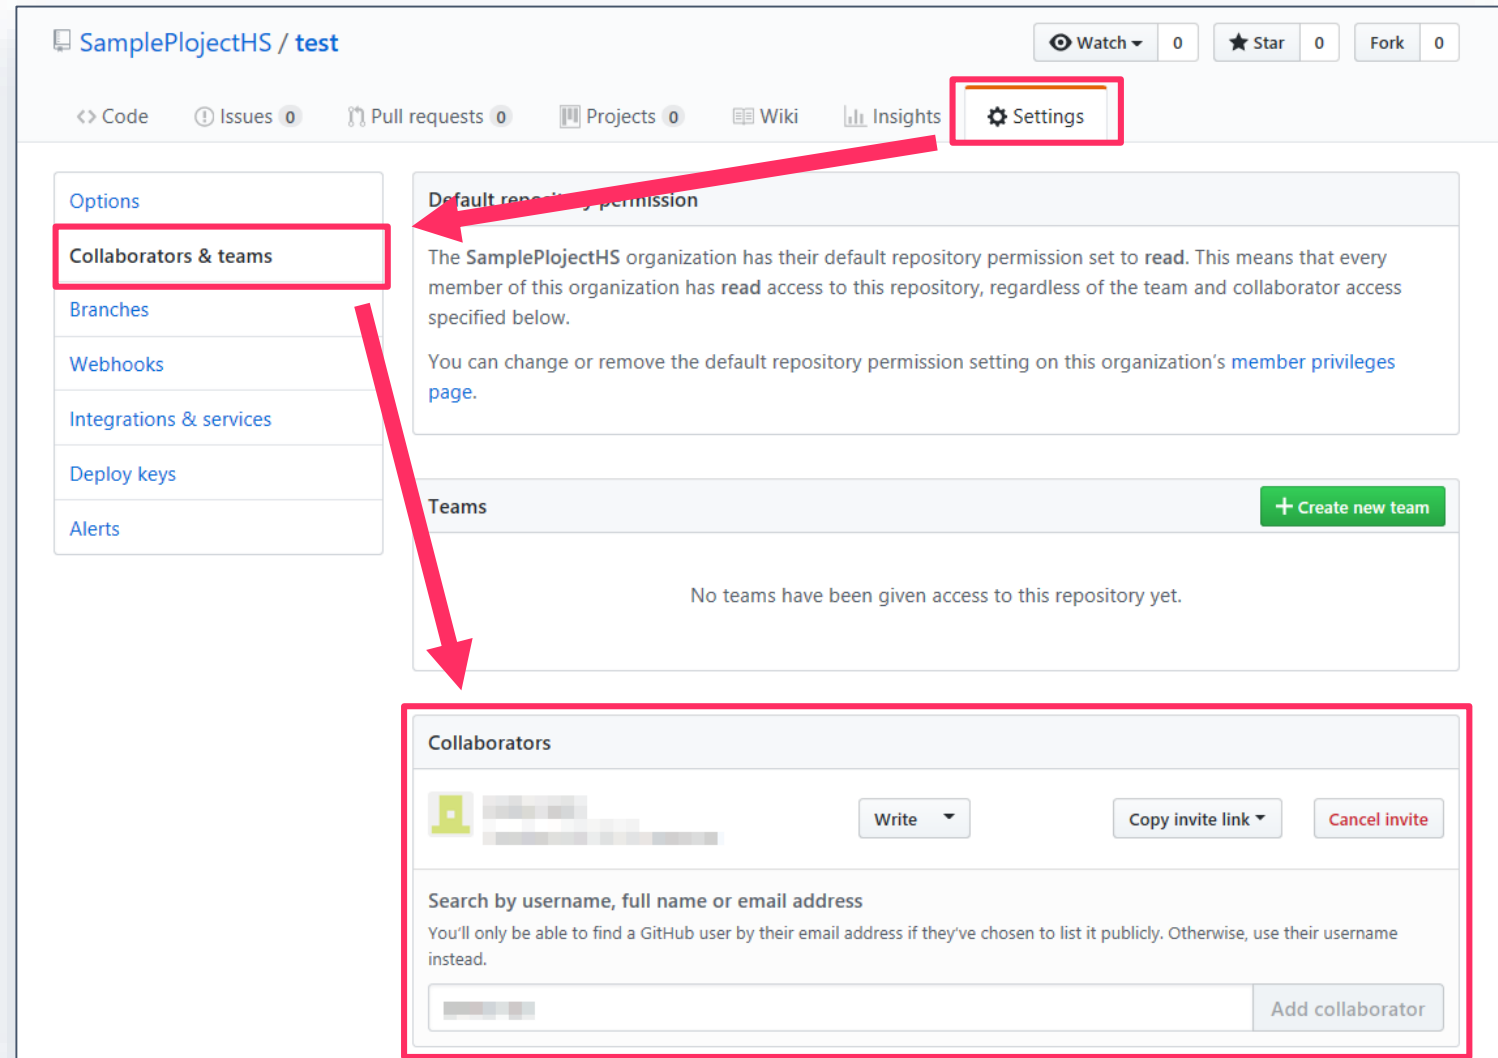 SamplePlojectHS / test
Watch 0 Star 0 Fork 0
Code Issues 0 Pull requests 0 Projects 0 Wiki Insights Settings
Options
Collaborators & teams
Branches
Webhooks
Integrations & services
Deploy keys
Alerts
Default repository permission
The SamplePlojectHS organization has their default repository permission set to read. This means that every
member of this organization has read access to this repository, regardless of the team and collaborator access
specified below.
You can change or remove the default repository permission setting on this organization's member privileges
page.
Teams
Create new team
No teams have been given access to this repository yet.
Collaborators
Write Copy invite link Cancel invite
Search by username, full name or email address
You'll only be able to find a GitHub user by their email address if they've chosen to list it publicly. Otherwise, use their username
instead.
Add collaborator